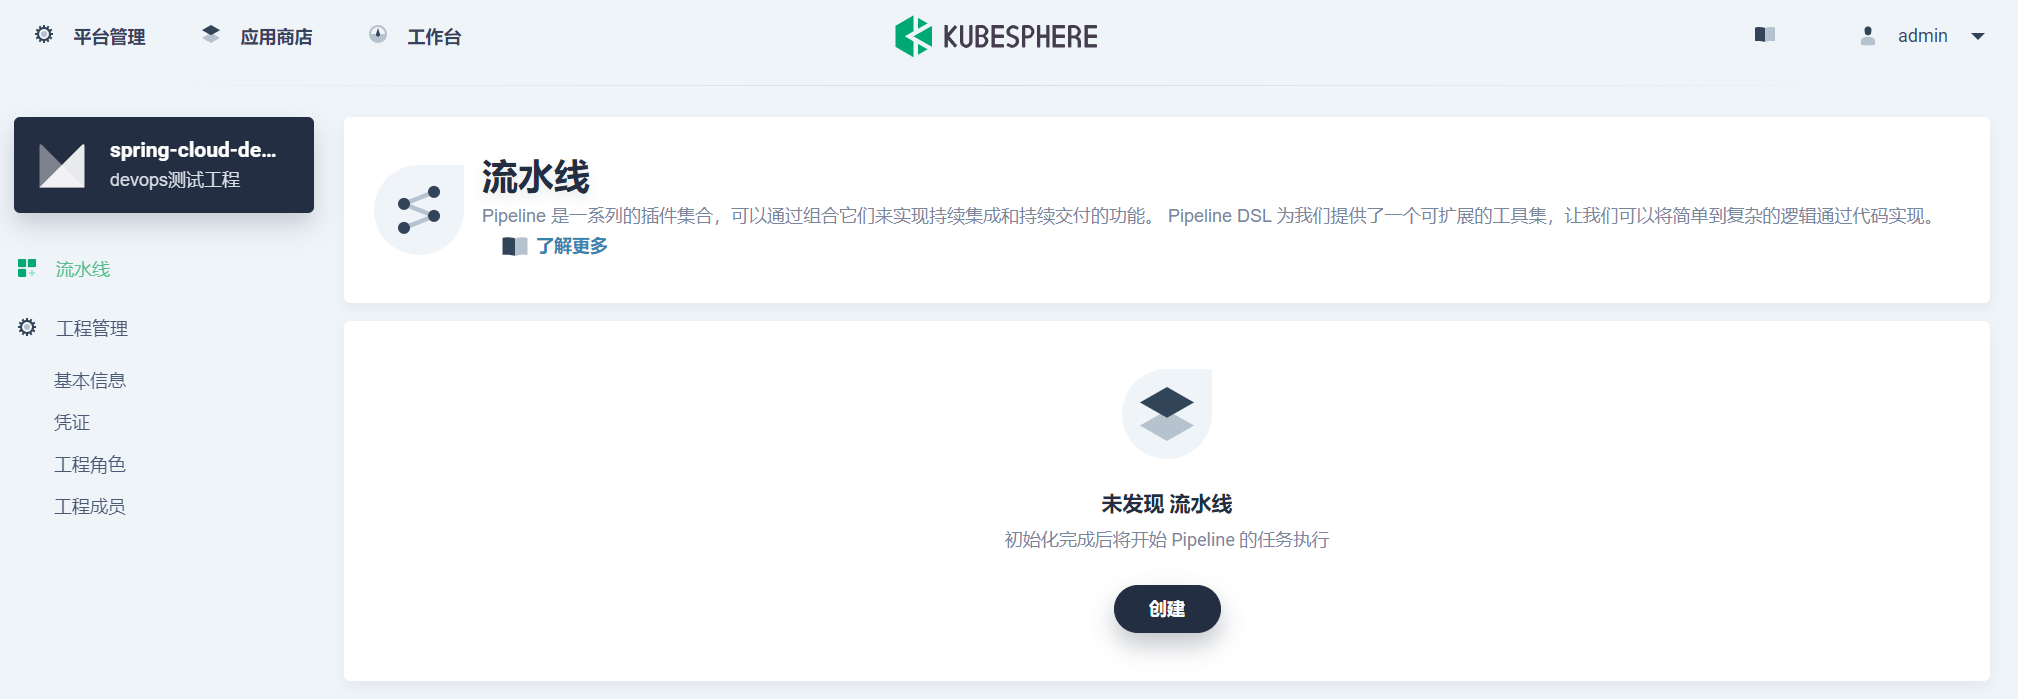 平台管理
应用商店
工作台
KUBESPHERE
admin
spring-cloud-de...
devops测试工程
流水线
工程管理
基本信息
凭证
工程角色
工程成员
流水线
Pipeline 是一系列的插件集合，可以通过组合它们来实现持续集成和持续交付的功能。 Pipeline DSL 为我们提供了一个可扩展的工具集，让我们可以将简单到复杂的逻辑通过代码实现。
了解更多
未发现 流水线
初始化完成后将开始 Pipeline 的任务执行
创建